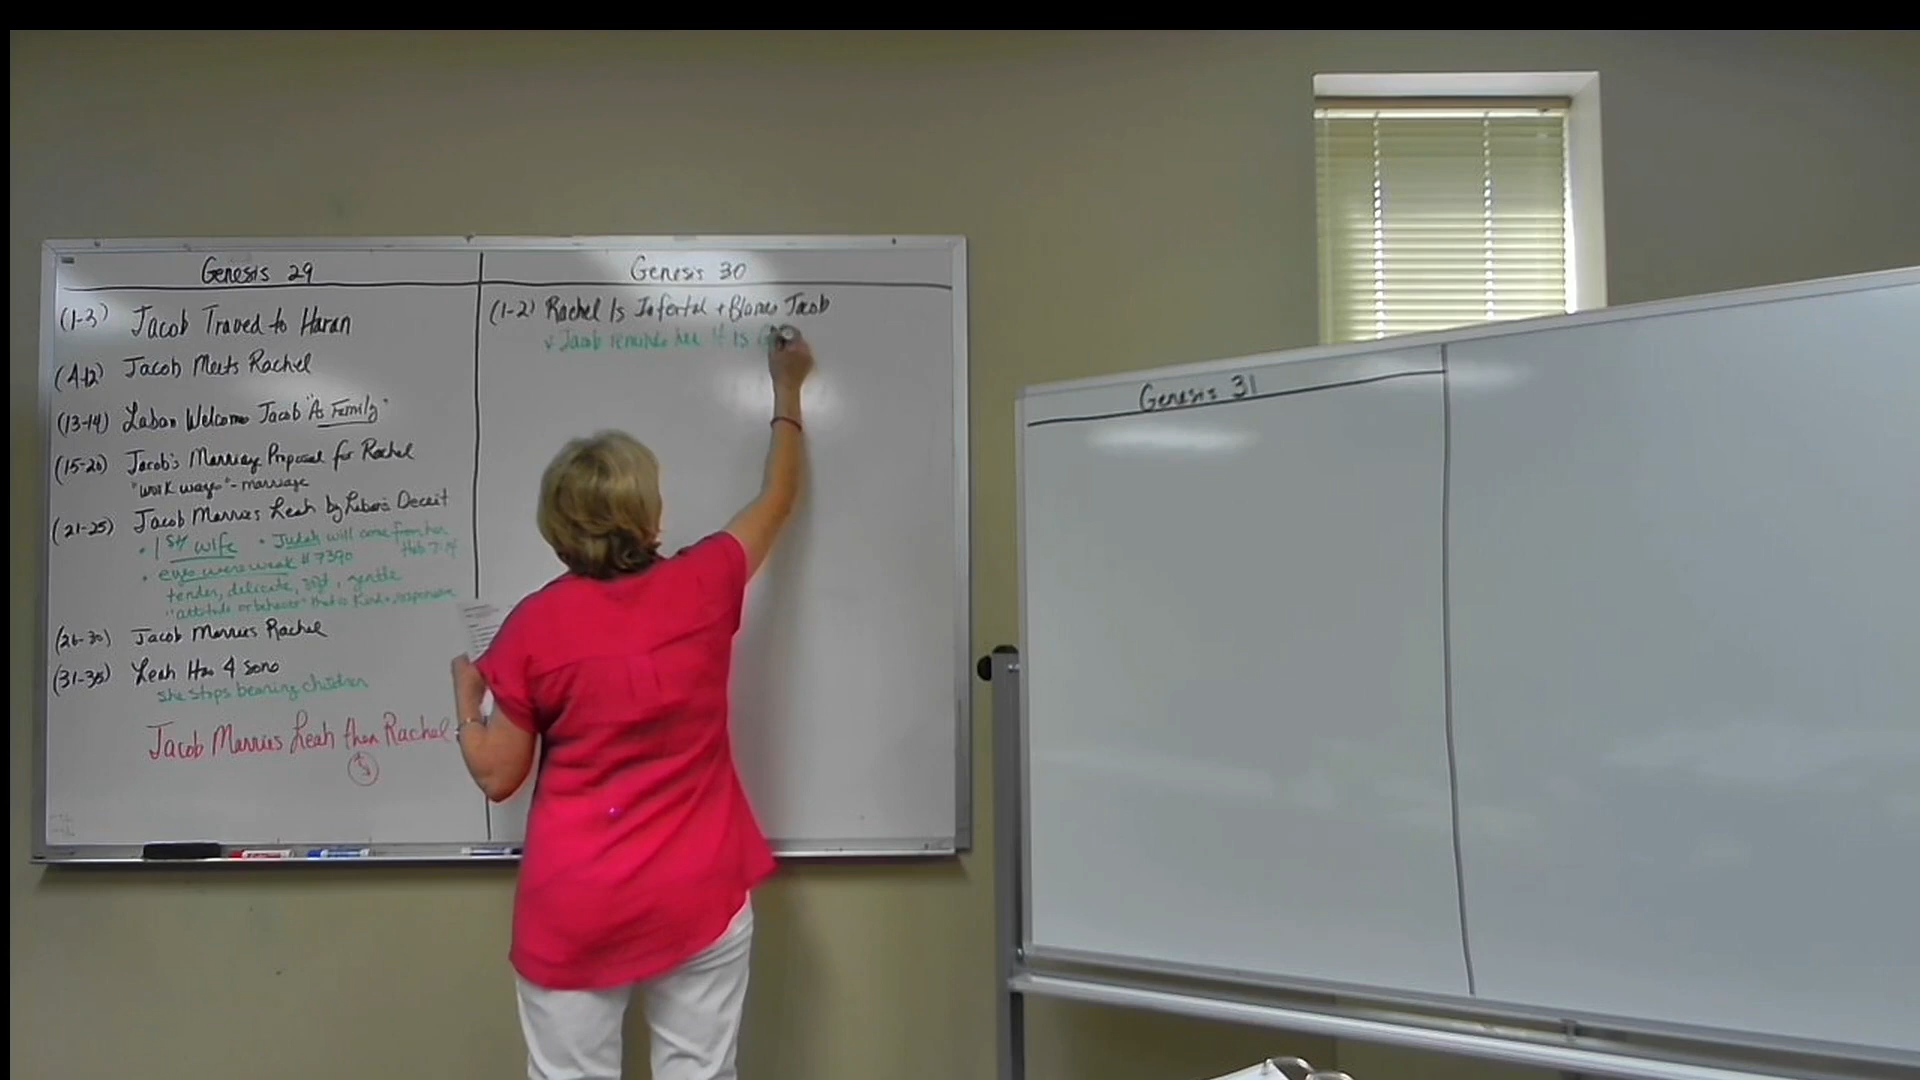 Genesis 29
(1-3) Jacob Traved to Haran
(4-12) Jacob Meets Rachel
(13-14) Laban Welcomes Jacob "As Family"
(15-20) Jacob's Marriage Proposal for Rachel
"work wages" - marriage
(21-25) Jacob Marries Leah by Laban's Deceit
• 1st wife • Judah will come from her
• eyes were weak #7390 Heb 7:14
tender, delicate, soft, gentle
"attitude or behavior" that is kind + responsive
(26-30) Jacob Marries Rachel
(31-35) Leah Has 4 sons
she stops bearing children
Jacob Marries Leah then Rachel
Genesis 30
(1-2) Rachel Is Infertal + Blames Jacob
Jacob reminds her it is
Genesis 31